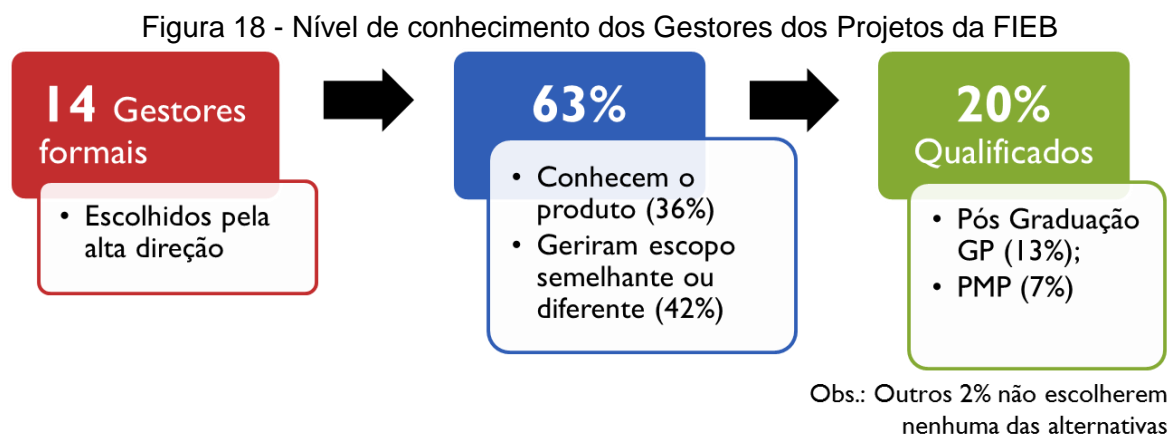 Figura 18 - Nível de conhecimento dos Gestores dos Projetos da FIEB
14 Gestores
formais
• Escolhidos pela
alta direção
63%
• Conhecem o
produto (36%)
• Geriram escopo
semelhante ou
diferente (42%)
20%
Qualificados
• Pós Graduação
GP (13%);
• PMP (7%)
Obs.: Outros 2% não escolherem
nenhuma das alternativas